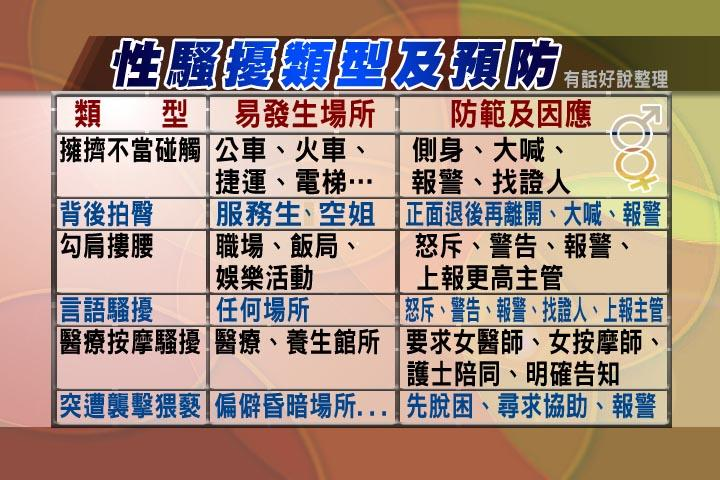 性騷擾類型及預防 有話好說整理
類 型 易發生場所 防範及因應
擁擠不當碰觸 公車、火車、 側身、大喊、
捷運、電梯⋯ 報警、找證人
背後拍臀 服務生、空姐 正面退後再離開、大喊、報警
勾肩摟腰 職場、飯局、 怒斥、警告、報警、
娛樂活動 上報更高主管
言語騷擾 任何場所 怒斥、警告、報警、找證人、上報主管
醫療按摩騷擾 醫療、養生館所 要求女醫師、女按摩師、
護士陪同、明確告知
突遭襲擊猥褻 偏僻昏暗場所... 先脫困、尋求協助、報警